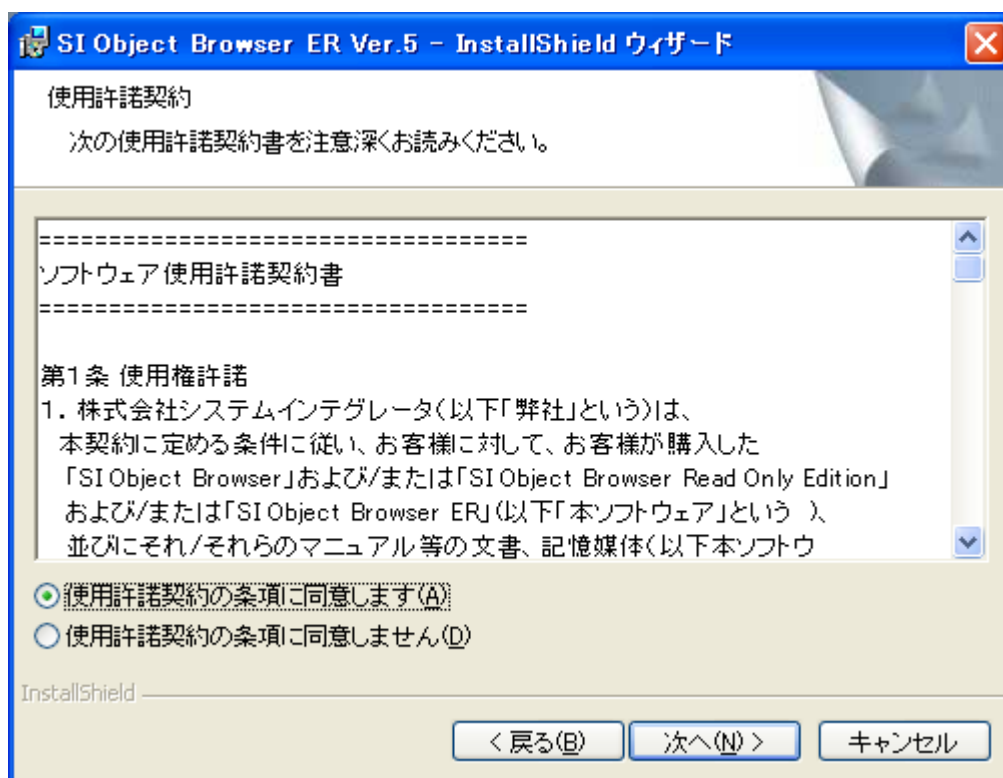 SI Object Browser ER Ver.5 - InstallShield ウィザード
使用許諾契約
次の使用許諾契約書を注意深くお読みください。
===================================
ソフトウェア使用許諾契約書
===================================
第1条 使用権許諾
1. 株式会社システムインテグレータ(以下「弊社」という)は、
本契約に定める条件に従い、お客様に対して、お客様が購入した
「SI Object Browser」および/または「SI Object Browser Read Only Edition」
および/または「SI Object Browser ER」(以下「本ソフトウェア」という )、
並びにそれ/それらのマニュアル等の文書、記憶媒体(以下本ソフトウ
使用許諾契約の条項に同意します(A)
使用許諾契約の条項に同意しません(D)
InstallShield
< 戻る(B)
次へ(N) >
キャンセル